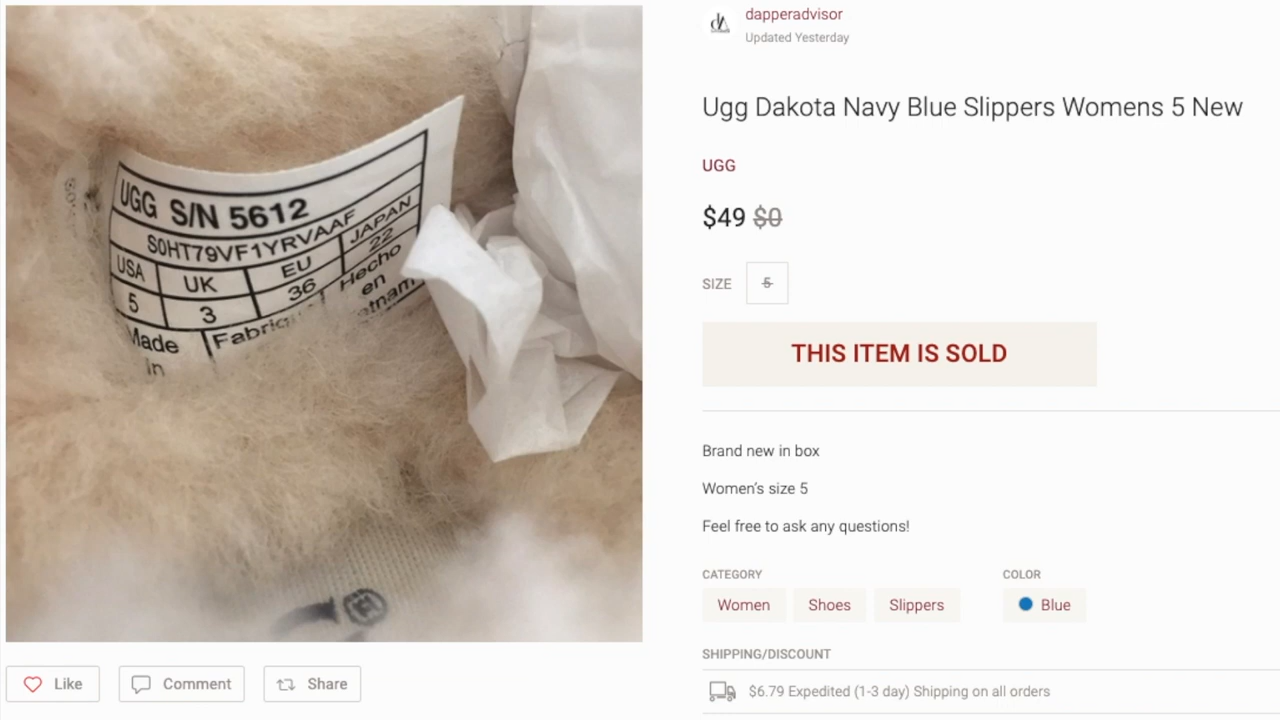 UGG S/N 5612
S0HT79VF1YRVAAF
USA UK EU JAPAN
5 3 36 22
Made Hecho
in en
dapperadvisor
Updated Yesterday
Ugg Dakota Navy Blue Slippers Womens 5 New
UGG
$49 $0
SIZE 5
THIS ITEM IS SOLD
Brand new in box
Women's size 5
Feel free to ask any questions!
CATEGORY COLOR
Women Shoes Slippers Blue
SHIPPING/DISCOUNT
$6.79 Expedited (1-3 day) Shipping on all orders
Like Comment Share